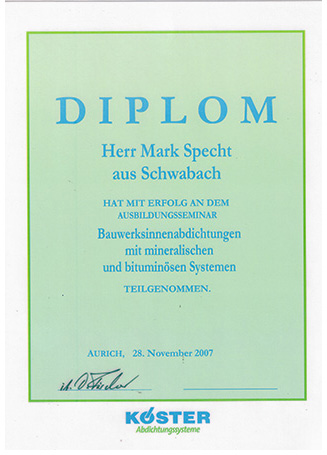 DIPLOM
Herr Mark Specht
aus Schwabach
HAT MIT ERFOLG AN DEM
AUSBILDUNGSSEMINAR
Bauwerksinnenabdichtungen
mit mineralischen
und bituminösen Systemen
TEILGENOMMEN.
AURICH, 28. November 2007
KÖSTER
Abdichtungssysteme